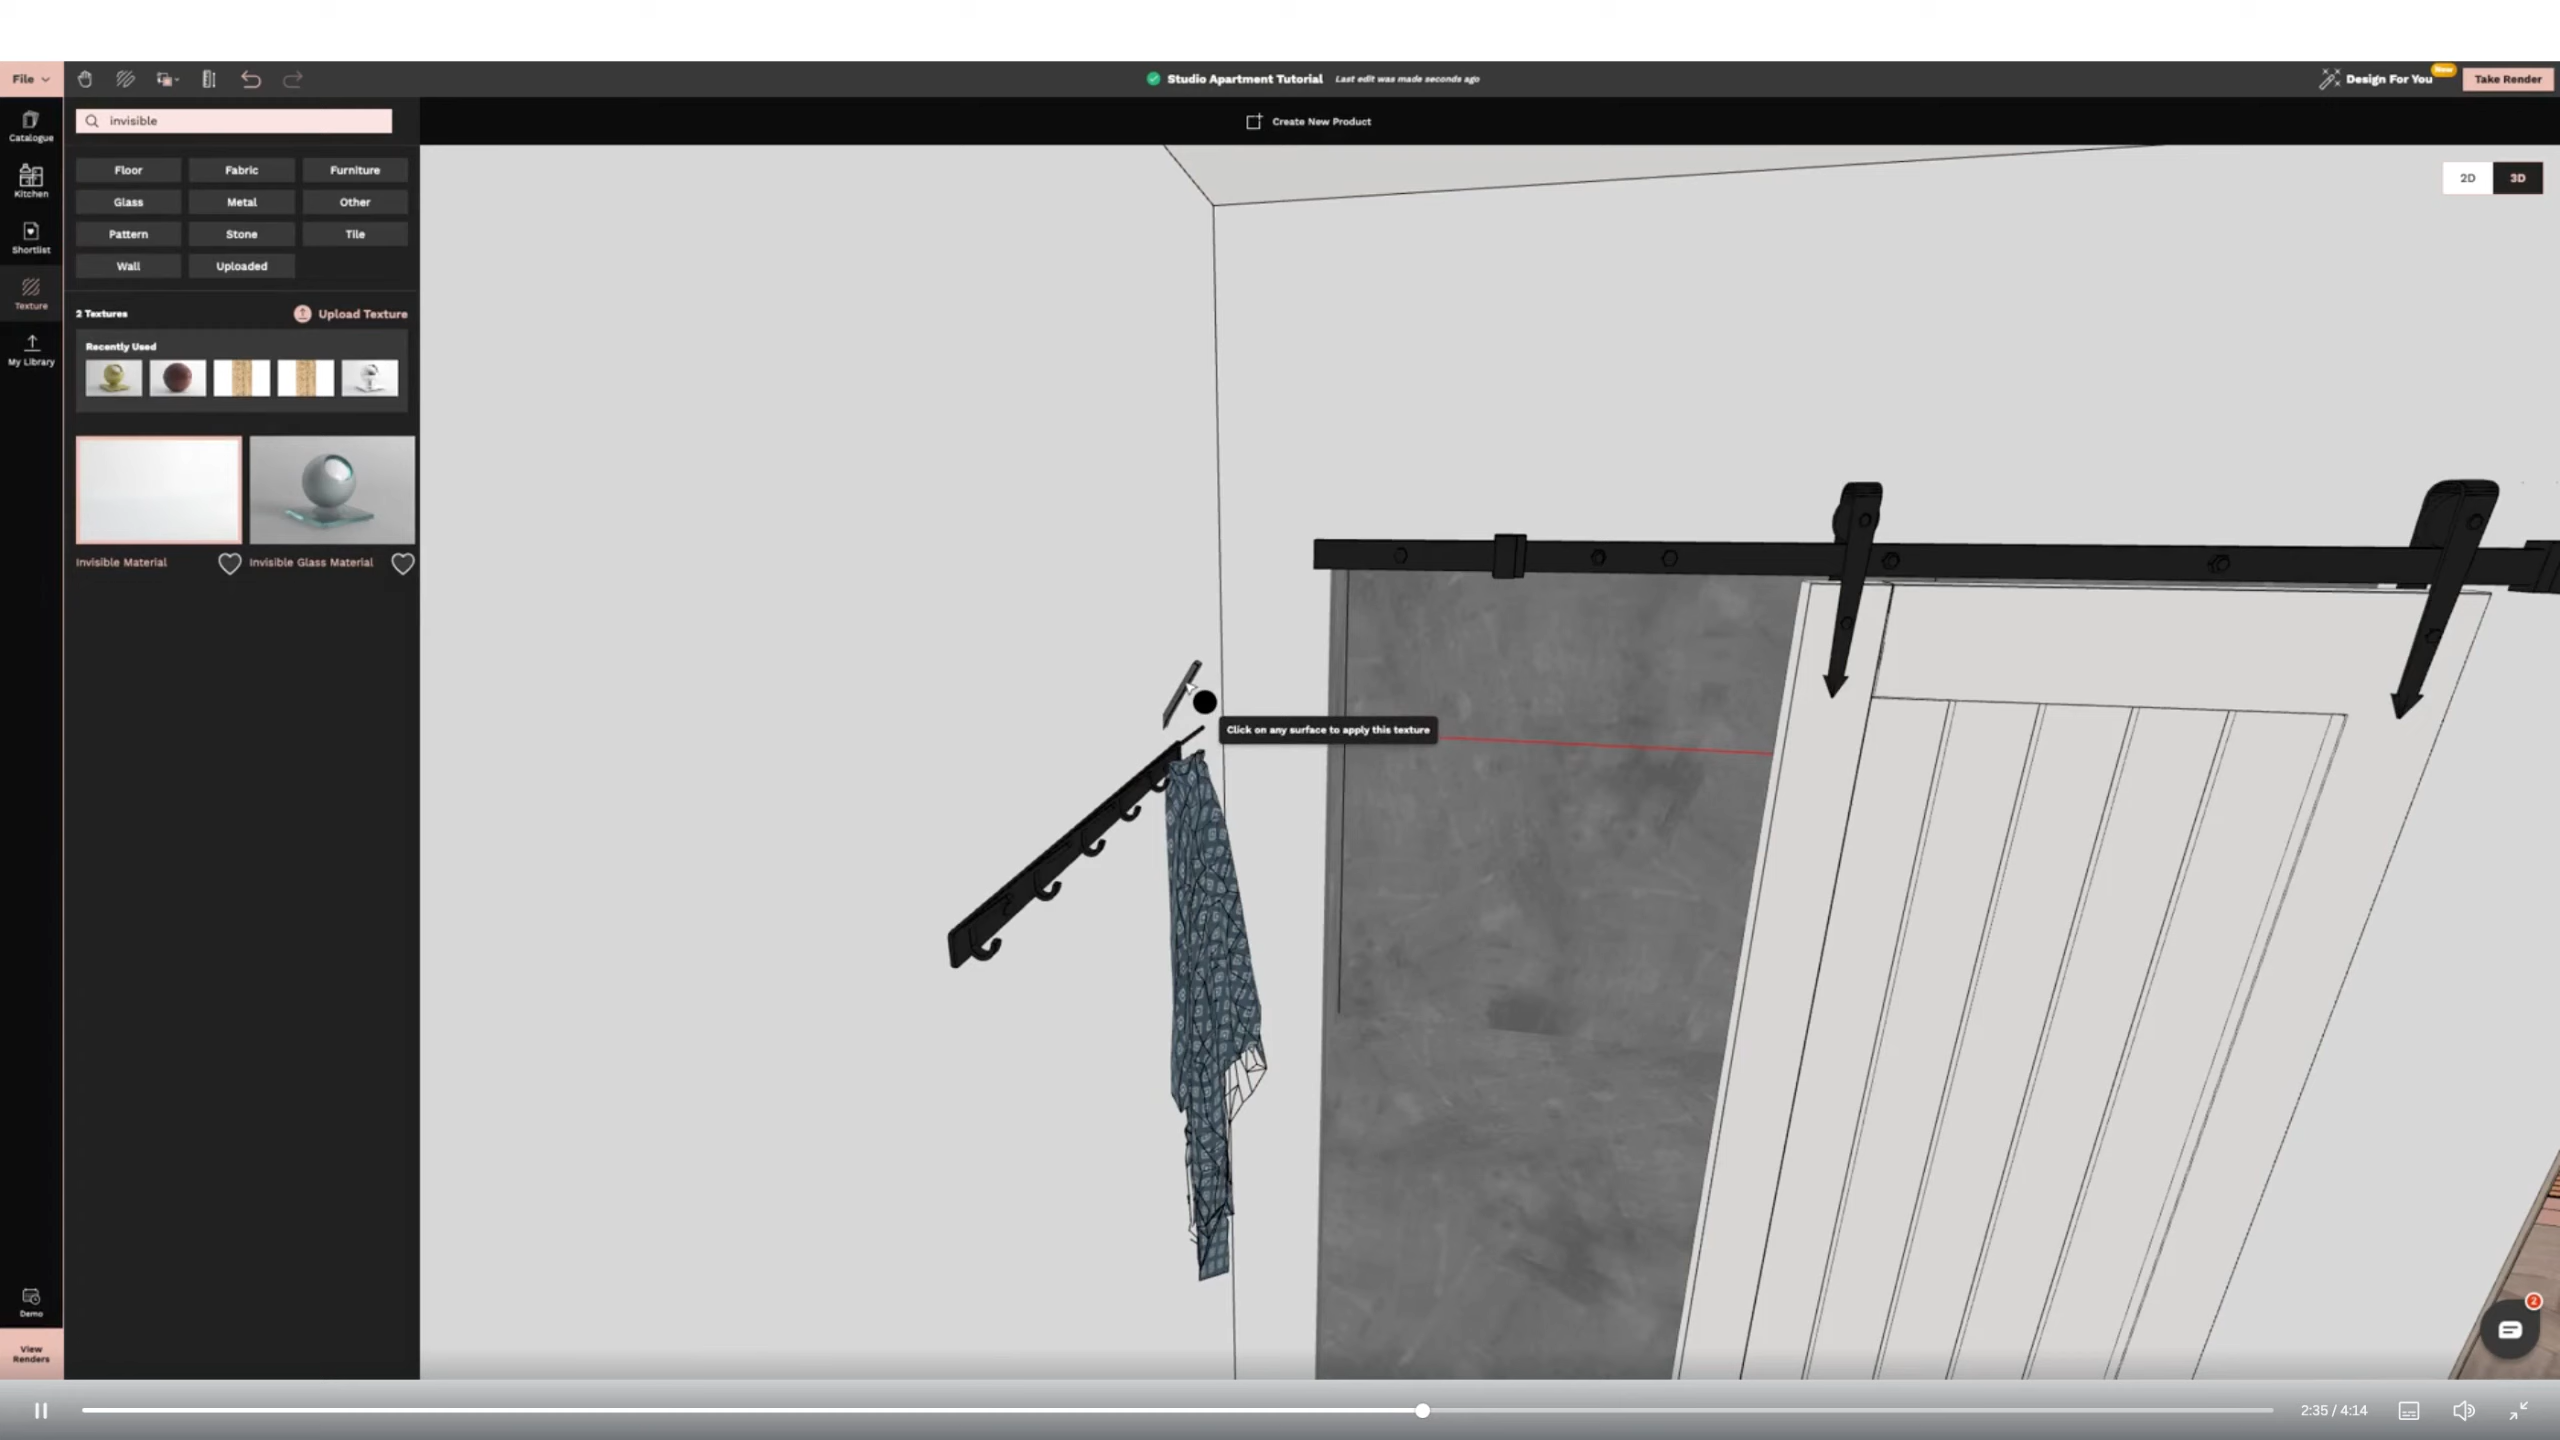 File
Studio Apartment Tutorial
Last edit was made seconds ago
New
Design For You
Take Render
Catalogue
Kitchen
Shortlist
Texture
My Library
Demo
View
Renders
invisible
Create New Product
2D
3D
Floor
Fabric
Furniture
Glass
Metal
Other
Pattern
Stone
Tile
Wall
Uploaded
2 Textures
Upload Texture
Recently Used
Invisible Material
Invisible Glass Material
Click on any surface to apply this texture
2
2:35 / 4:14